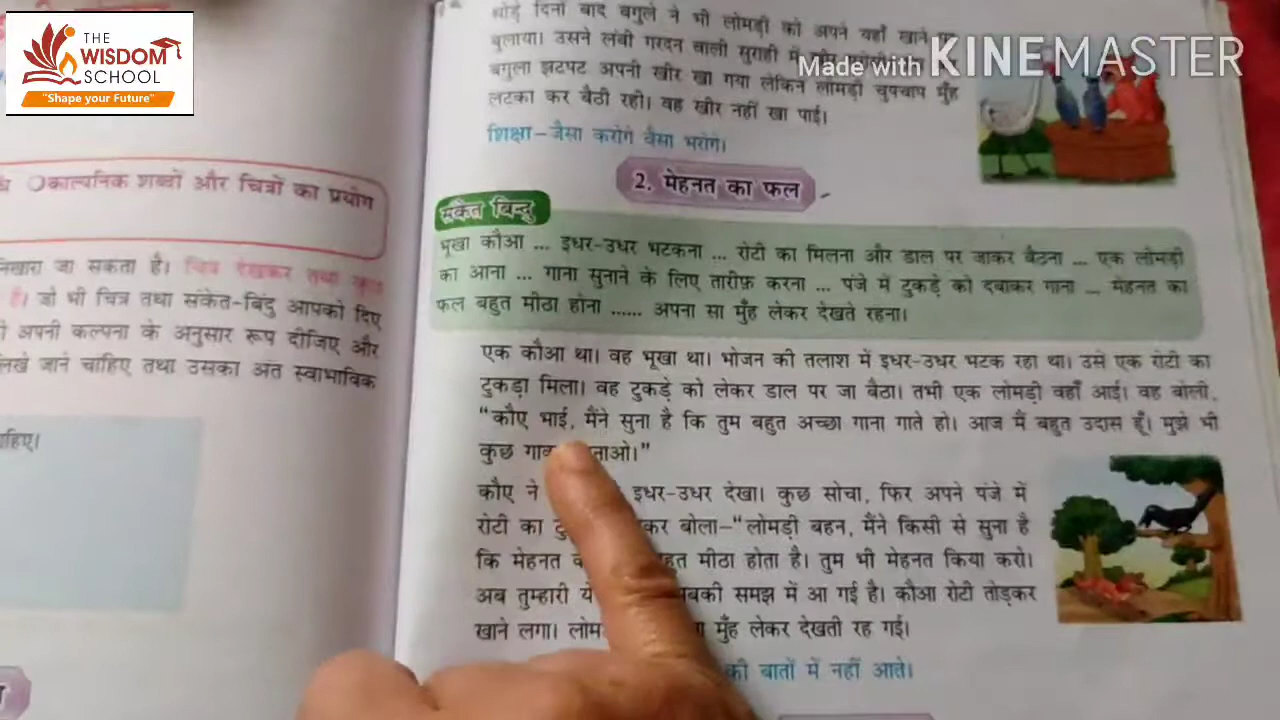 THE
WISDOM
SCHOOL
"Shape your Future"
Made with KINEMASTER
काल्पनिक शब्दों और चित्रों का प्रयोग
निखारा जा सकता है। चित्र देखकर तथा कुछ
हैं। जो भी चित्र तथा संकेत-बिंदु आपको दिए
अपनी कल्पना के अनुसार रूप दीजिए और
लिखे जाने चाहिए तथा उसका अंत स्वाभाविक
थोड़े दिनों बाद बगुले ने भी लोमड़ी को अपने यहाँ खाने पर
बुलाया। उसने लंबी गरदन वाली सुराही में
बगुला झटपट अपनी खीर खा गया लेकिन लोमड़ी चुपचाप मुँह
लटका कर बैठी रही। वह खीर नहीं खा पाई।
शिक्षा–जैसा करोगे वैसा भरोगे।
2. मेहनत का फल
संकेत बिन्दु
भूखा कौआ ... इधर-उधर भटकना ... रोटी का मिलना और डाल पर जाकर बैठना ... एक लोमड़ी
का आना ... गाना सुनाने के लिए तारीफ़ करना ... पंजे में टुकड़े को दबाकर गाना ... मेहनत का
फल बहुत मीठा होना ...... अपना सा मुँह लेकर देखते रहना।
एक कौआ था। वह भूखा था। भोजन की तलाश में इधर-उधर भटक रहा था। उसे एक रोटी का
टुकड़ा मिला। वह टुकड़े को लेकर डाल पर जा बैठा। तभी एक लोमड़ी वहाँ आई। वह बोली,
“कौए भाई, मैंने सुना है कि तुम बहुत अच्छा गाना गाते हो। आज मैं बहुत उदास हूँ। मुझे भी
कुछ
कौए ने इधर-उधर देखा। कुछ सोचा, फिर अपने पंजे में
रोटी का बोला–“लोमड़ी बहन, मैंने किसी से सुना है
कि मेहनत मीठा होता है। तुम भी मेहनत किया करो।
अब तुम्हारी समझ में आ गई है। कौआ रोटी तोड़कर
खाने लगा। मुँह लेकर देखती रह गई।
की बातों में नहीं आते।